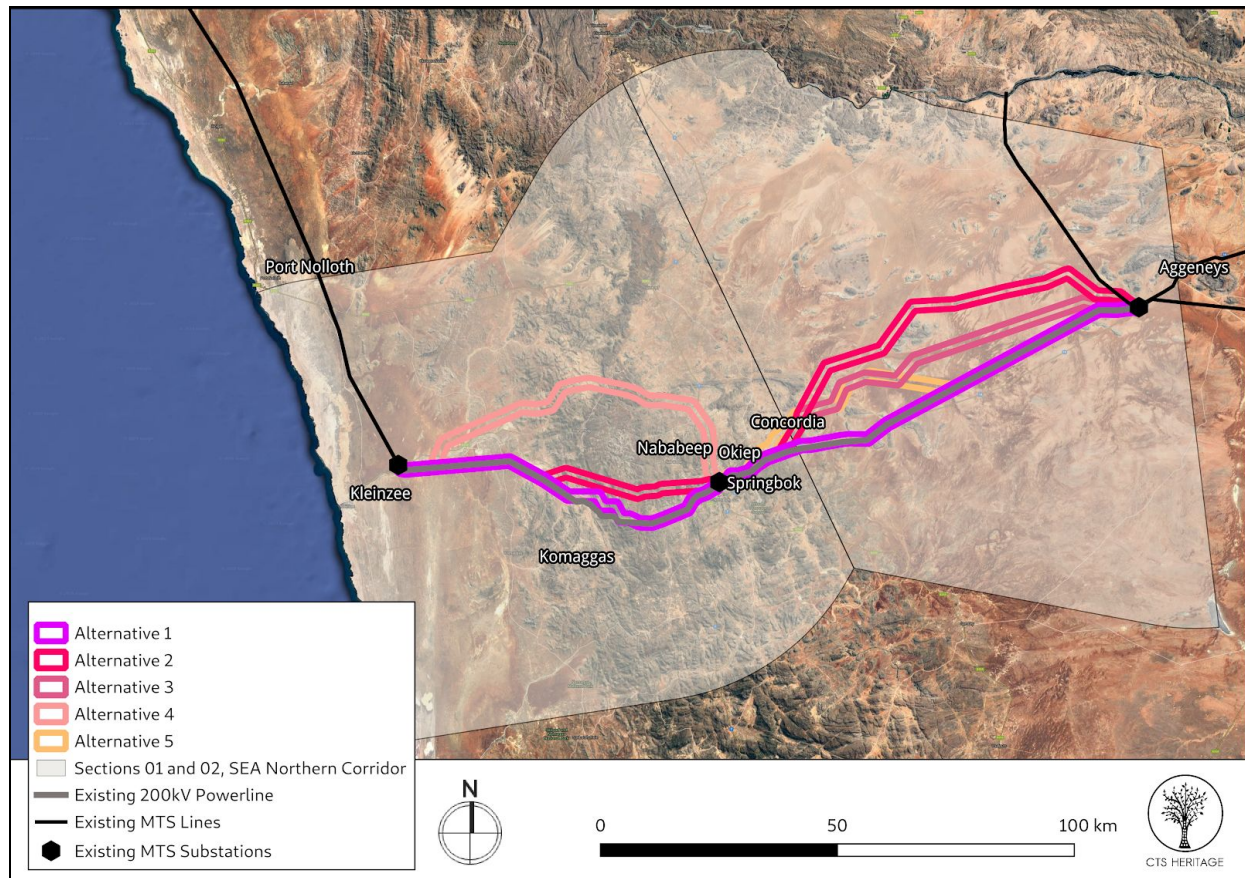 Port Nolloth
Aggeneys
Concordia
Nababeep
Okiep
Springbok
Kleinzee
Komaggas
Alternative 1
Alternative 2
Alternative 3
Alternative 4
Alternative 5
Sections 01 and 02, SEA Northern Corridor
Existing 200kV Powerline
Existing MTS Lines
Existing MTS Substations
N
0 50 100 km
CTS HERITAGE